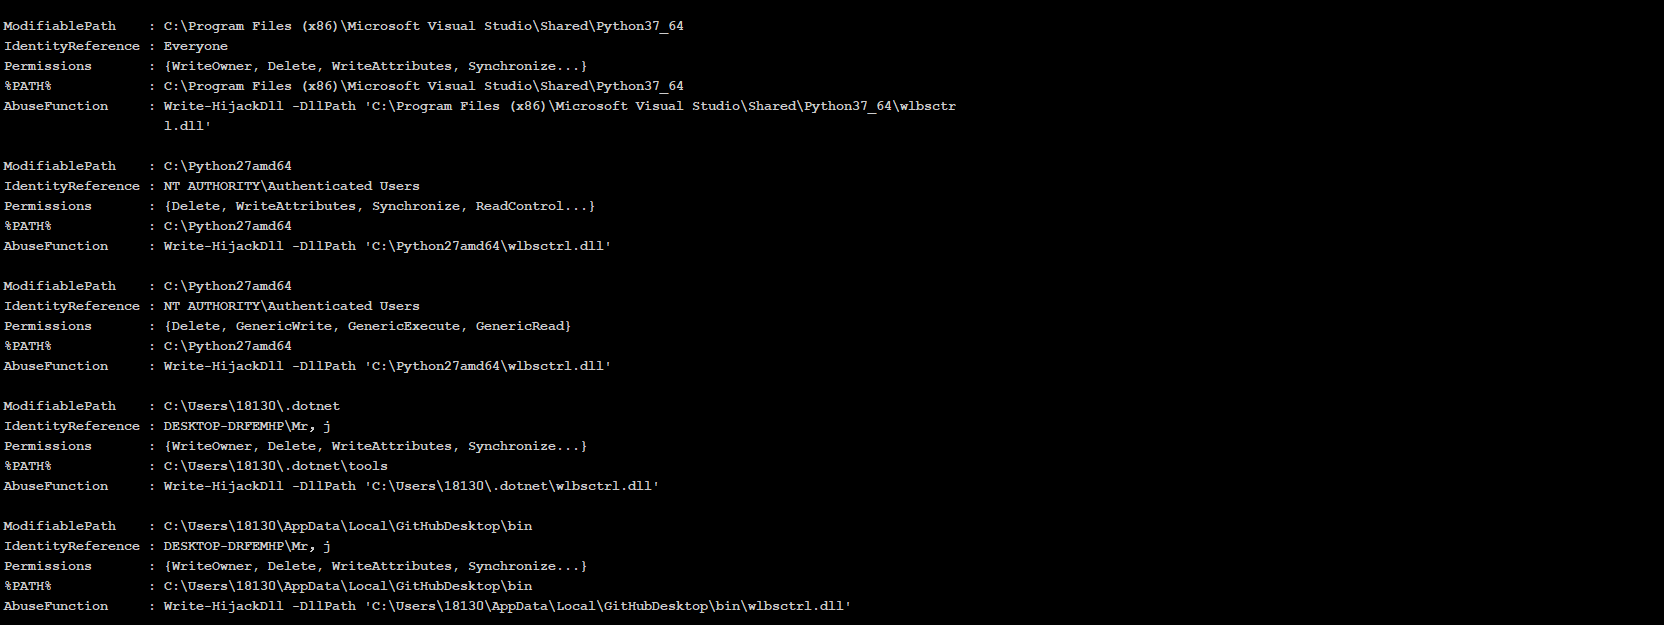 ModifiablePath    : C:\Program Files (x86)\Microsoft Visual Studio\Shared\Python37_64
IdentityReference : Everyone
Permissions       : {WriteOwner, Delete, WriteAttributes, Synchronize...}
%PATH%            : C:\Program Files (x86)\Microsoft Visual Studio\Shared\Python37_64
AbuseFunction     : Write-HijackDll -DllPath 'C:\Program Files (x86)\Microsoft Visual Studio\Shared\Python37_64\wlbsctr
                    l.dll'

ModifiablePath    : C:\Python27amd64
IdentityReference : NT AUTHORITY\Authenticated Users
Permissions       : {Delete, WriteAttributes, Synchronize, ReadControl...}
%PATH%            : C:\Python27amd64
AbuseFunction     : Write-HijackDll -DllPath 'C:\Python27amd64\wlbsctrl.dll'

ModifiablePath    : C:\Python27amd64
IdentityReference : NT AUTHORITY\Authenticated Users
Permissions       : {Delete, GenericWrite, GenericExecute, GenericRead}
%PATH%            : C:\Python27amd64
AbuseFunction     : Write-HijackDll -DllPath 'C:\Python27amd64\wlbsctrl.dll'

ModifiablePath    : C:\Users\18130\.dotnet
IdentityReference : DESKTOP-DRFEMHP\Mr, j
Permissions       : {WriteOwner, Delete, WriteAttributes, Synchronize...}
%PATH%            : C:\Users\18130\.dotnet\tools
AbuseFunction     : Write-HijackDll -DllPath 'C:\Users\18130\.dotnet\wlbsctrl.dll'

ModifiablePath    : C:\Users\18130\AppData\Local\GitHubDesktop\bin
IdentityReference : DESKTOP-DRFEMHP\Mr, j
Permissions       : {WriteOwner, Delete, WriteAttributes, Synchronize...}
%PATH%            : C:\Users\18130\AppData\Local\GitHubDesktop\bin
AbuseFunction     : Write-HijackDll -DllPath 'C:\Users\18130\AppData\Local\GitHubDesktop\bin\wlbsctrl.dll'